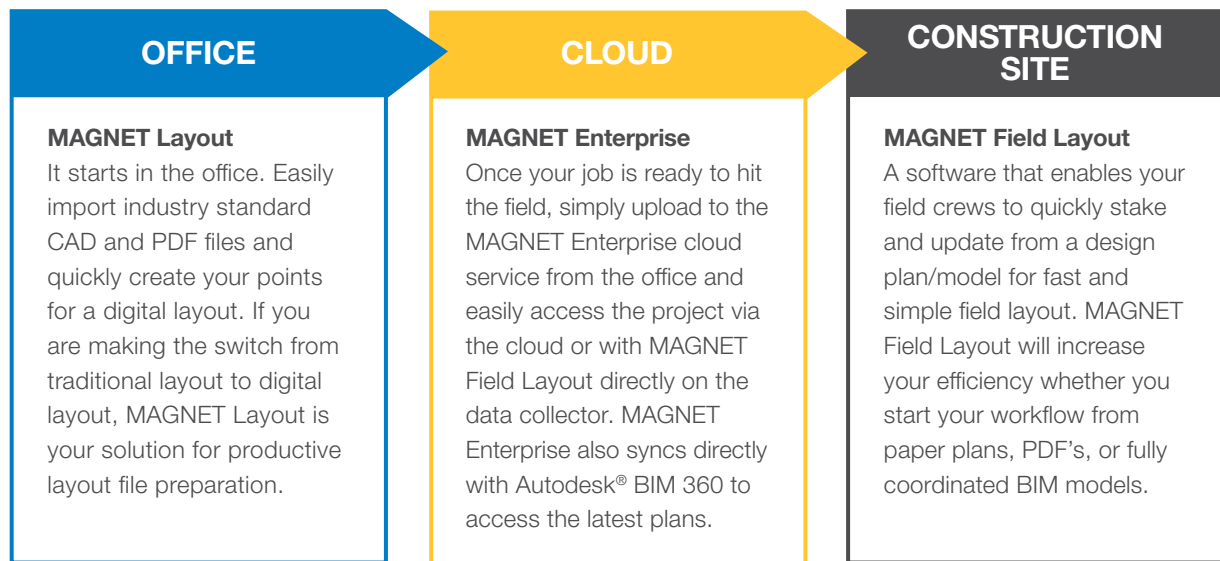 OFFICE
MAGNET Layout
It starts in the office. Easily
import industry standard
CAD and PDF files and
quickly create your points
for a digital layout. If you
are making the switch from
traditional layout to digital
layout, MAGNET Layout is
your solution for productive
layout file preparation.
CLOUD
MAGNET Enterprise
Once your job is ready to hit
the field, simply upload to the
MAGNET Enterprise cloud
service from the office and
easily access the project via
the cloud or with MAGNET
Field Layout directly on the
data collector. MAGNET
Enterprise also syncs directly
with Autodesk® BIM 360 to
access the latest plans.
CONSTRUCTION
SITE
MAGNET Field Layout
A software that enables your
field crews to quickly stake
and update from a design
plan/model for fast and
simple field layout. MAGNET
Field Layout will increase
your efficiency whether you
start your workflow from
paper plans, PDF's, or fully
coordinated BIM models.